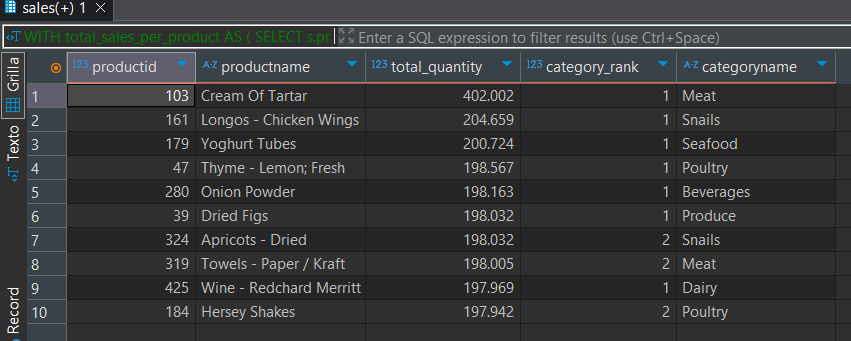 sales(+) 1
WITH total_sales_per_product AS ( SELECT s.pr Enter a SQL expression to filter results (use Ctrl+Space)
Grilla
Texto
Record
123 productid A-Z productname 123 total_quantity 123 category_rank A-Z categoryname
1 103 Cream Of Tartar 402.002 1 Meat
2 161 Longos - Chicken Wings 204.659 1 Snails
3 179 Yoghurt Tubes 200.724 1 Seafood
4 47 Thyme - Lemon; Fresh 198.567 1 Poultry
5 280 Onion Powder 198.163 1 Beverages
6 39 Dried Figs 198.032 1 Produce
7 324 Apricots - Dried 198.032 2 Snails
8 319 Towels - Paper / Kraft 198.005 2 Meat
9 425 Wine - Redchard Merritt 197.969 1 Dairy
10 184 Hersey Shakes 197.942 2 Poultry